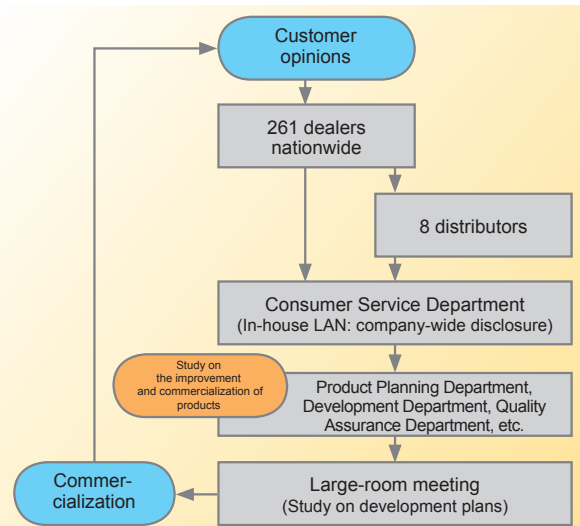 Customer
opinions
261 dealers
nationwide
8 distributors
Consumer Service Department
(In-house LAN: company-wide disclosure)
Study on
the improvement
and commercialization of
products
Product Planning Department,
Development Department, Quality
Assurance Department, etc.
Large-room meeting
(Study on development plans)
Commer-
cialization